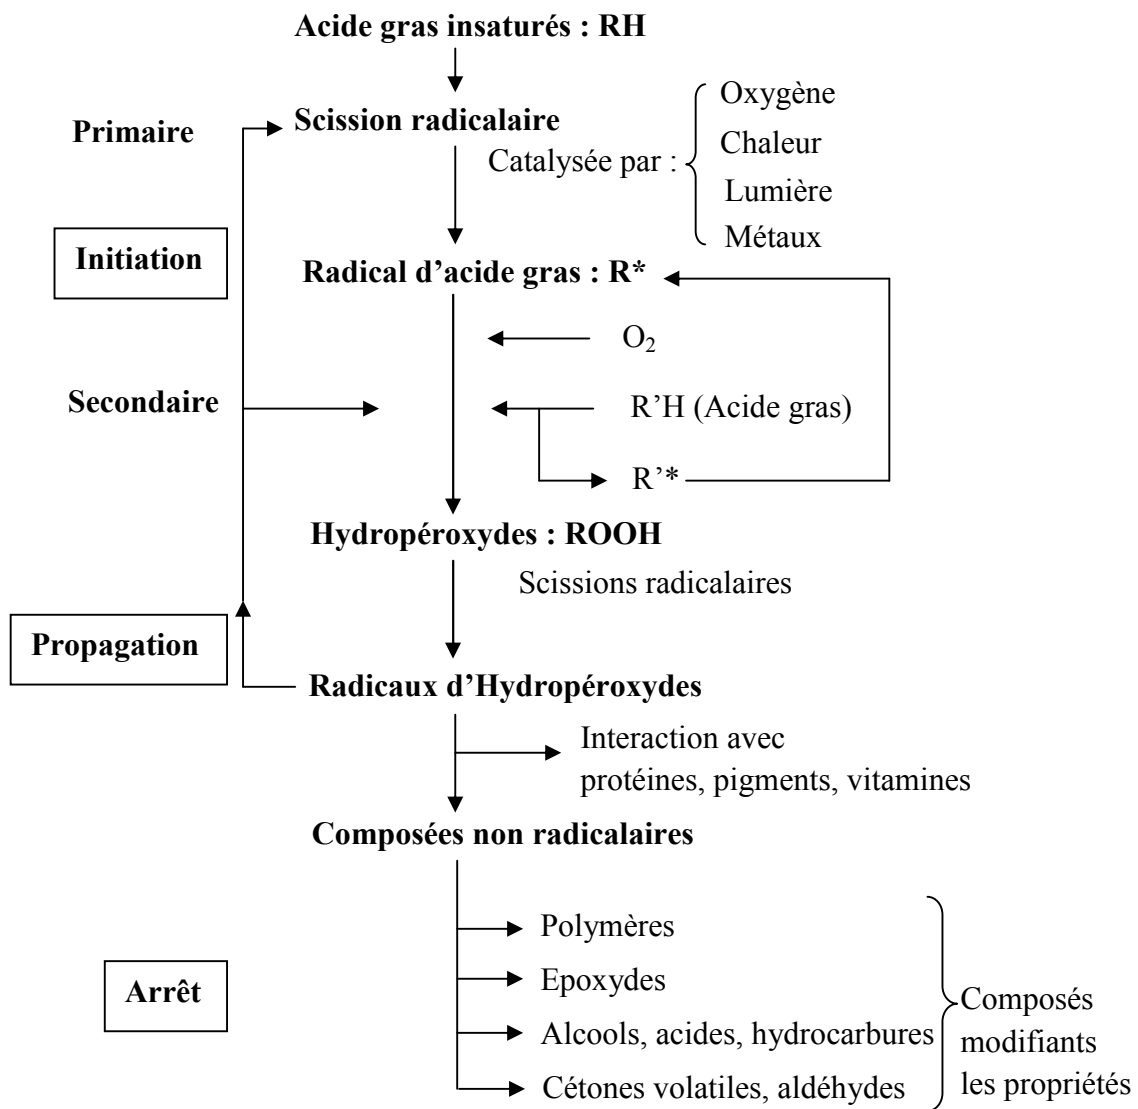 Acide gras insaturés : RH
Oxygène
Primaire
Scission radicalaire
Chaleur
Catalysée par :
Lumière
Métaux
Initiation
Radical d’acide gras : R*
O₂
Secondaire
R’H (Acide gras)
R’*
Hydropéroxydes : ROOH
Scissions radicalaires
Propagation
Radicaux d’Hydropéroxydes
Interaction avec
protéines, pigments, vitamines
Composées non radicalaires
Polymères
Epoxydes
Arrêt
Alcools, acides, hydrocarbures
Cétones volatiles, aldéhydes
Composés
modifiants
les propriétés